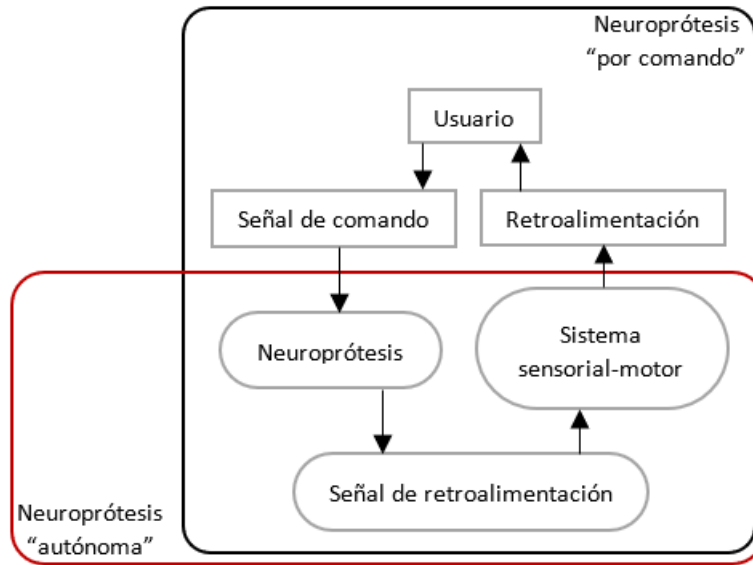 Neuroprótesis
“por comando”
Usuario
Señal de comando
Retroalimentación
Neuroprótesis
Sistema
sensorial-motor
Señal de retroalimentación
Neuroprótesis
“autónoma”